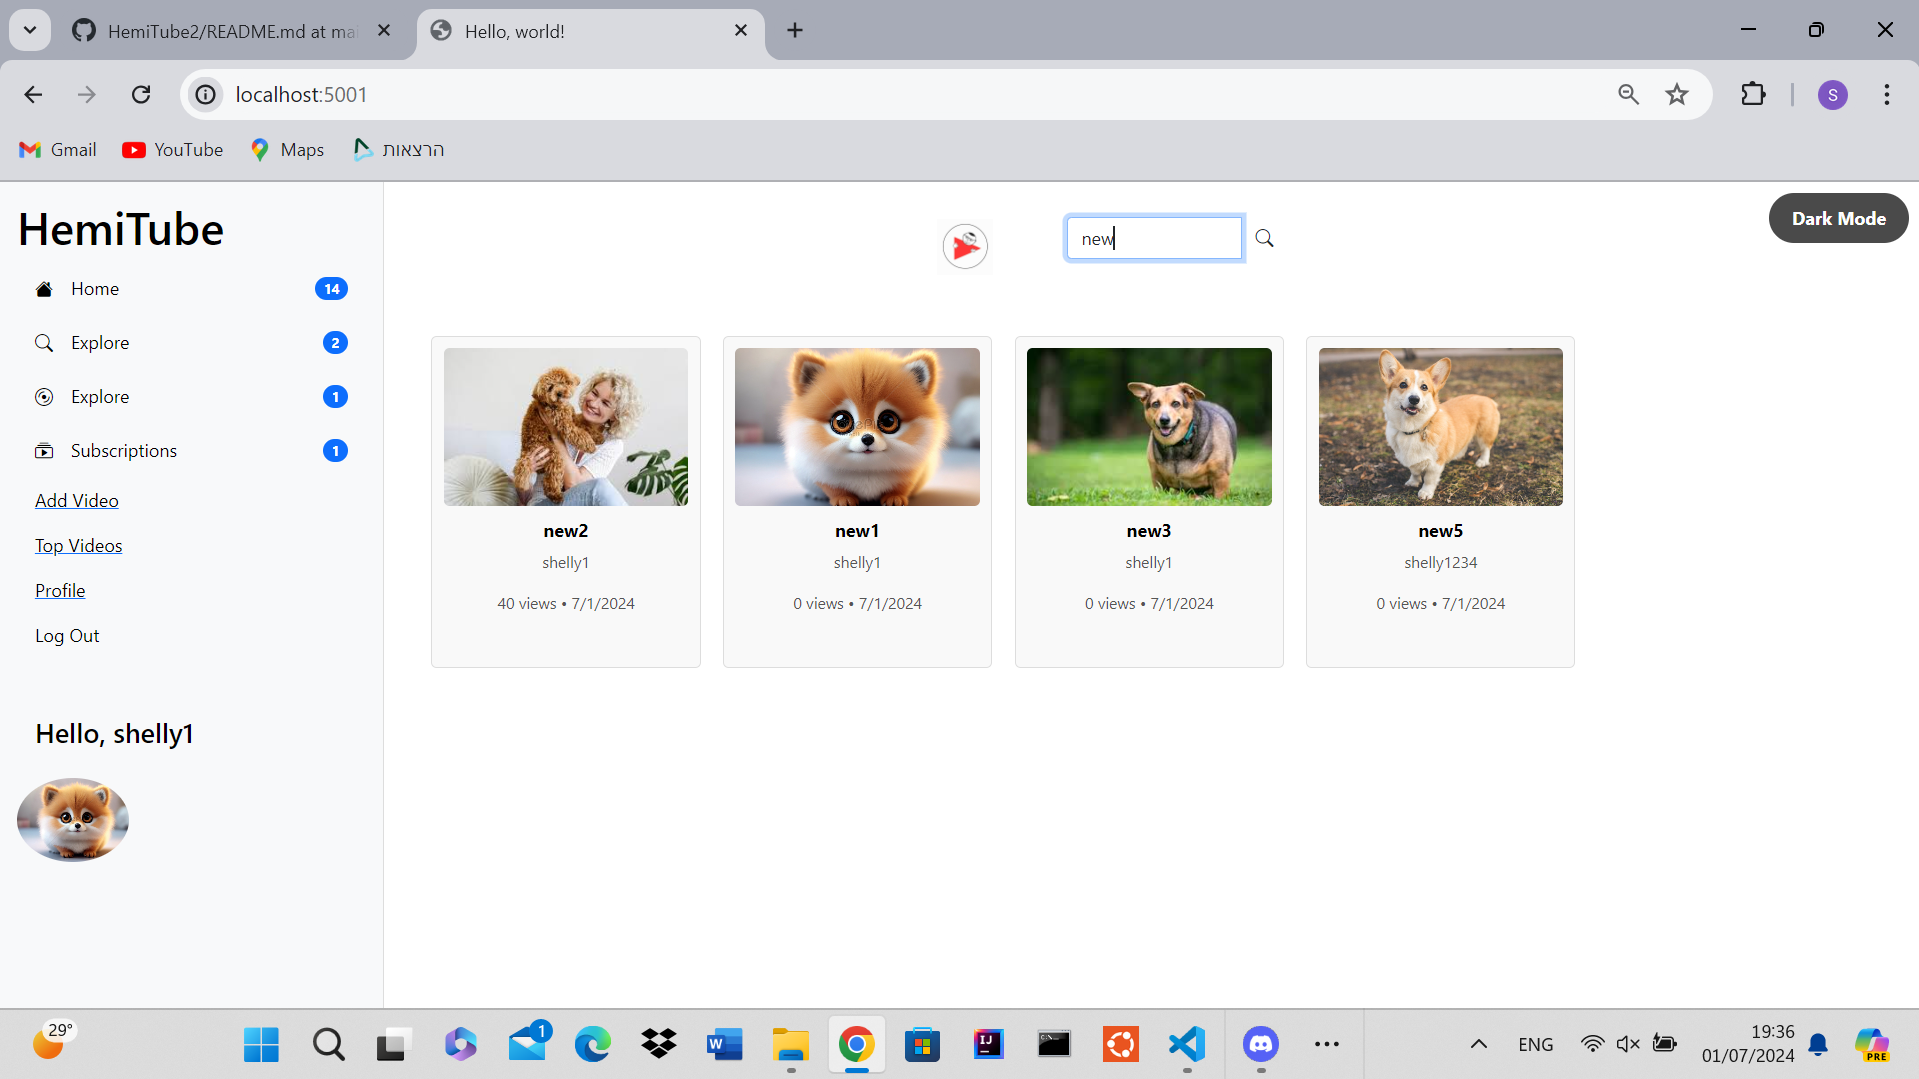 HemiTube2/README.md at mai
Hello, world!
localhost:5001
S
Gmail
YouTube
Maps
הרצאות
HemiTube
Home 14
Explore 2
Explore 1
Subscriptions 1
Add Video
Top Videos
Profile
Log Out
Hello, shelly1
new
Dark Mode
new2
shelly1
40 views • 7/1/2024
new1
shelly1
0 views • 7/1/2024
new3
shelly1
0 views • 7/1/2024
new5
shelly1234
0 views • 7/1/2024
29°
1
W
IJ
ENG
19:36
01/07/2024
PRE